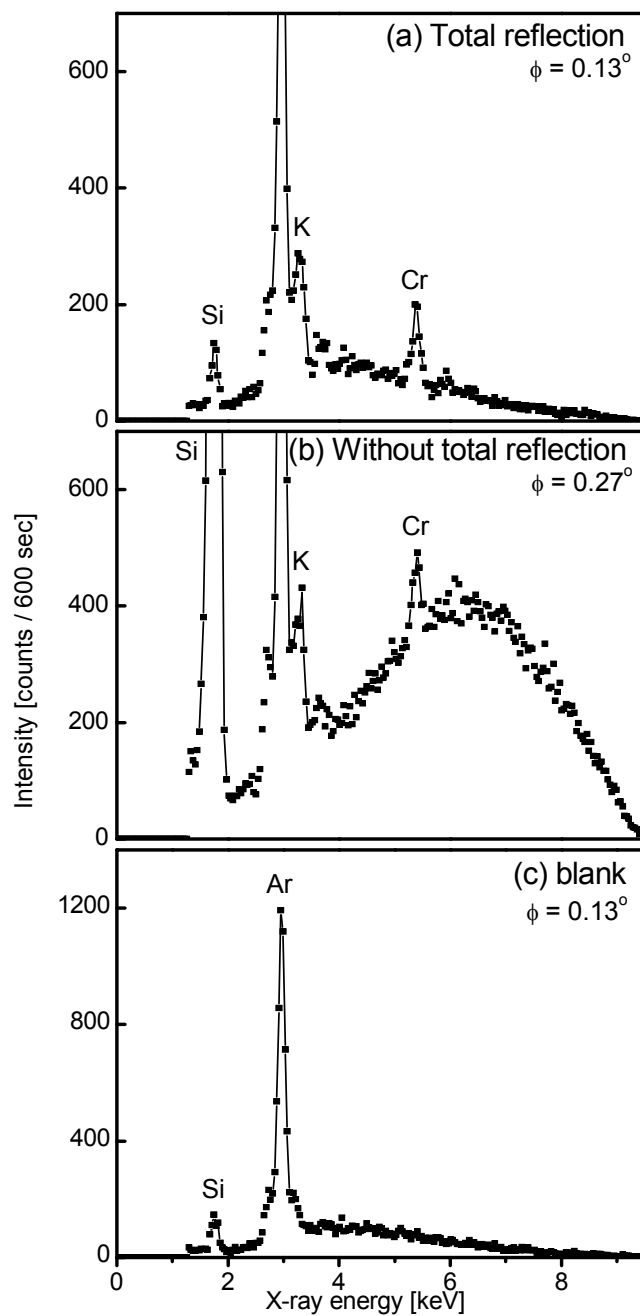 (a) Total reflection
ϕ = 0.13°
600
400
200
0
Si
K
Cr
(b) Without total reflection
ϕ = 0.27°
600
400
200
0
Si
K
Cr
Intensity [counts / 600 sec]
(c) blank
ϕ = 0.13°
Ar
1200
800
400
0
Si
0 2 4 6 8
X-ray energy [keV]